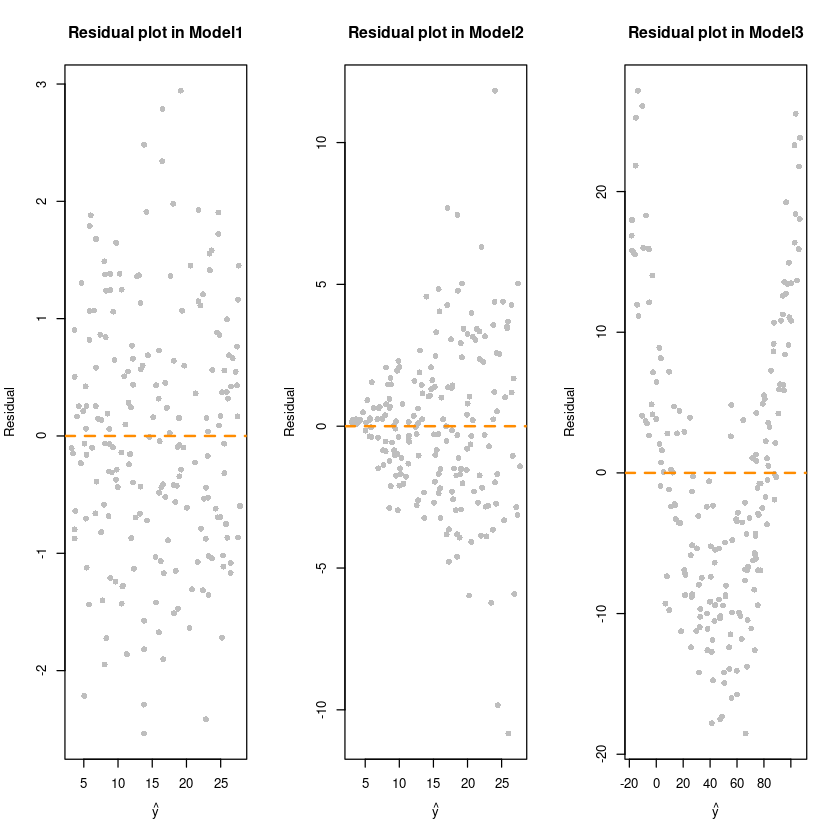 Residual plot in Model1
Residual
3
2
1
0
-1
-2
5 10 15 20 25
ŷ
Residual plot in Model2
Residual
10
5
0
-5
-10
5 10 15 20 25
ŷ
Residual plot in Model3
Residual
20
10
0
-10
-20
-20 0 20 40 60 80
ŷ